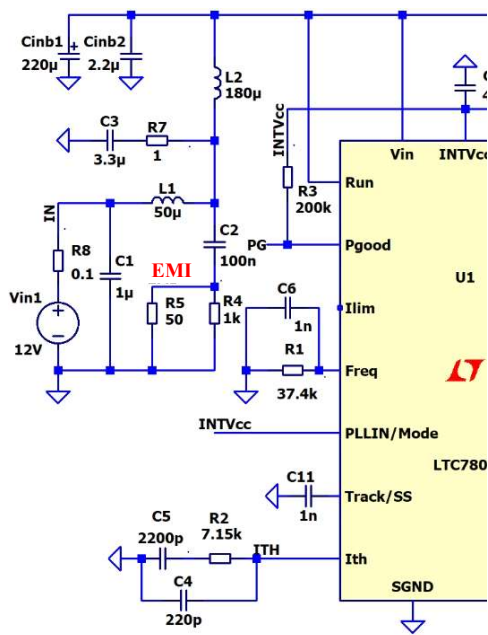 Cinb1
Cinb2
220µ
2.2µ
L2
180µ
C3
R7
3.3µ
1
INTVcc
C
4
Vin
INTVcc
Run
R3
200k
L1
50µ
IN
C2
100n
PG
Pgood
R8
0.1
C1
1µ
EMI
U1
Vin1
12V
R5
50
R4
1k
C6
1n
Ilim
R1
37.4k
Freq
INTVcc
PLLIN/Mode
LTC780
C11
1n
Track/SS
C5
2200p
R2
7.15k
ITH
Ith
C4
220p
SGND